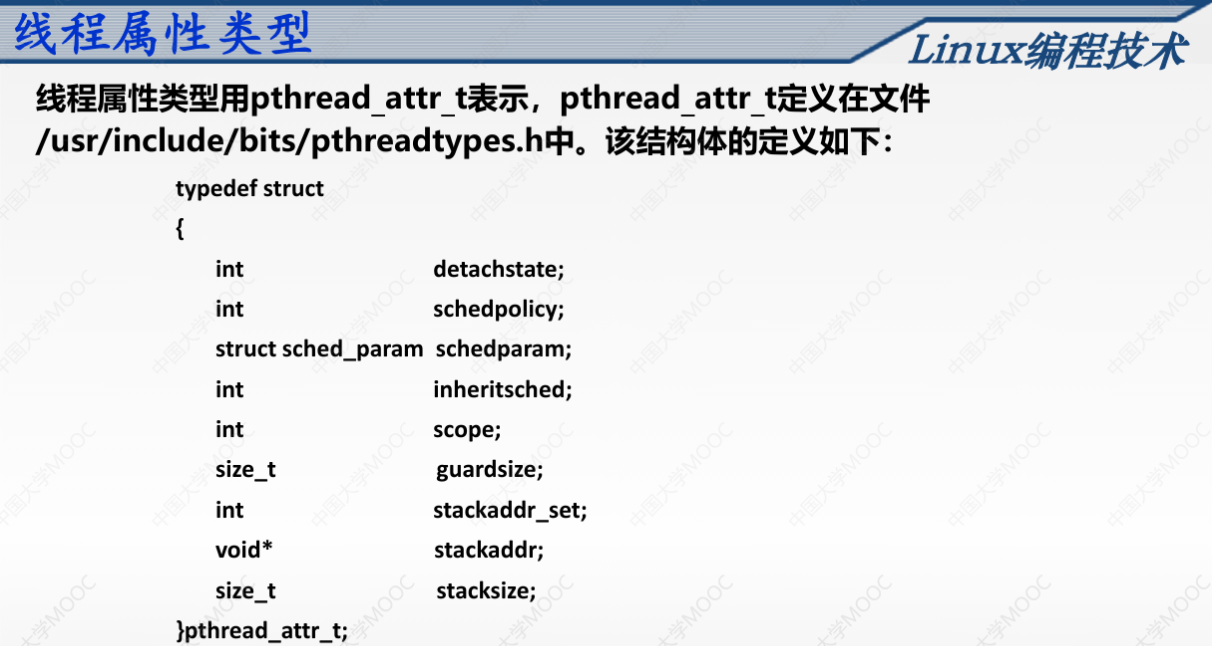 线程属性类型
Linux编程技术
线程属性类型用pthread_attr_t表示，pthread_attr_t定义在文件
/usr/include/bits/pthreadtypes.h中。该结构体的定义如下：
typedef struct
{
int detachstate;
int schedpolicy;
struct sched_param schedparam;
int inheritsched;
int scope;
size_t guardsize;
int stackaddr_set;
void* stackaddr;
size_t stacksize;
}pthread_attr_t;
中国大学MOOC